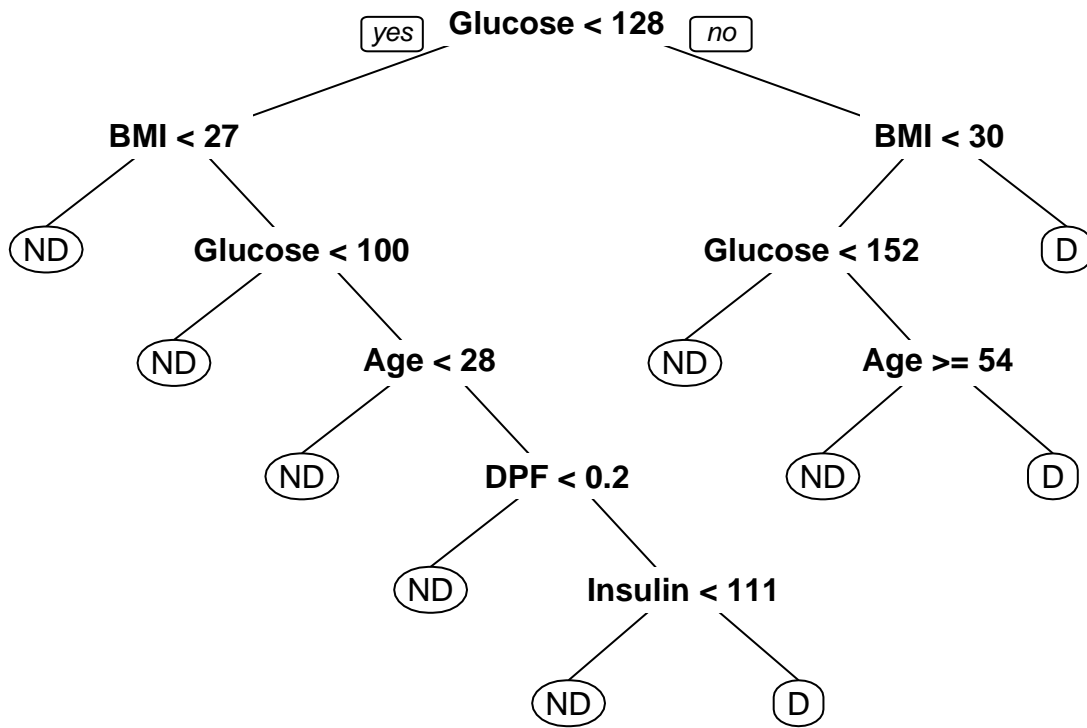 yes Glucose < 128 no
BMI < 27 BMI < 30
ND Glucose < 100 Glucose < 152 D
ND Age < 28 ND Age >= 54
ND DPF < 0.2 ND D
ND Insulin < 111
ND D